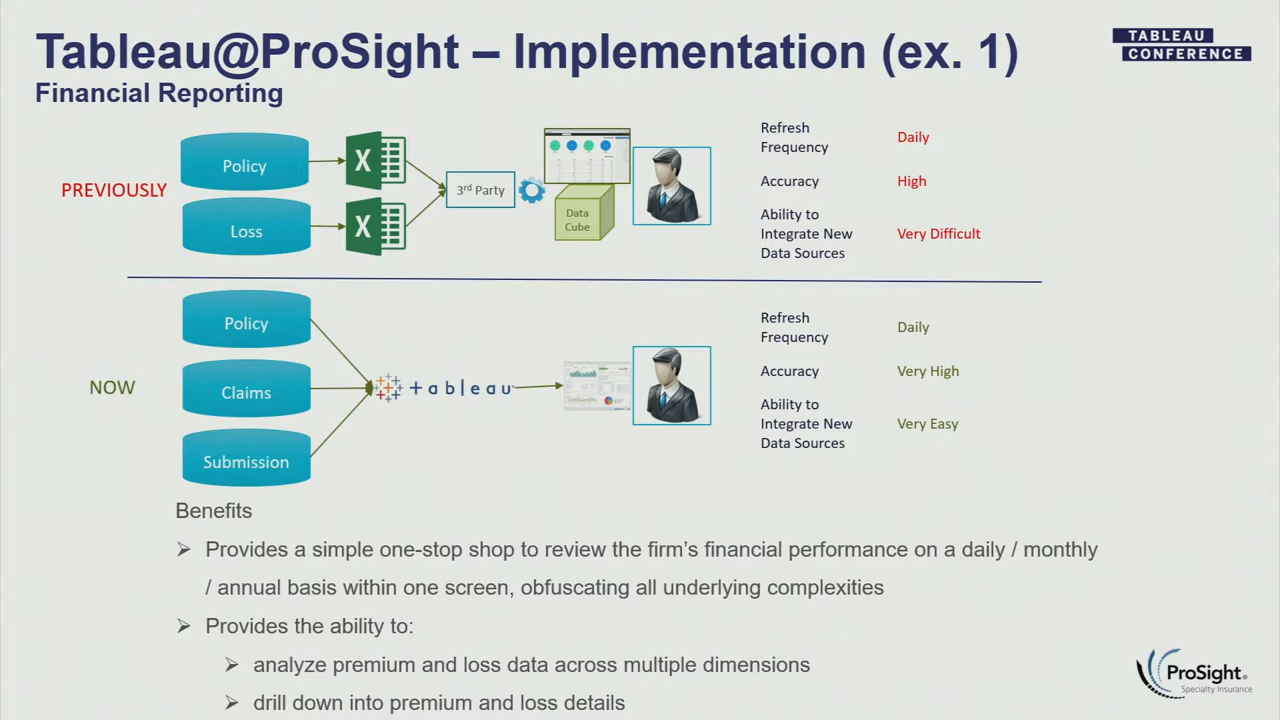 Tableau@ProSight – Implementation (ex. 1)
Financial Reporting
TABLEAU
CONFERENCE
PREVIOUSLY
Policy
Loss
X
X
3rd Party
Data
Cube
Refresh
Frequency
Daily
Accuracy
High
Ability to
Integrate New
Data Sources
Very Difficult
NOW
Policy
Claims
Submission
+ableau
Refresh
Frequency
Daily
Accuracy
Very High
Ability to
Integrate New
Data Sources
Very Easy
Benefits
➢ Provides a simple one-stop shop to review the firm's financial performance on a daily / monthly
/ annual basis within one screen, obfuscating all underlying complexities
➢ Provides the ability to:
➢ analyze premium and loss data across multiple dimensions
➢ drill down into premium and loss details
ProSight®
Specialty Insurance